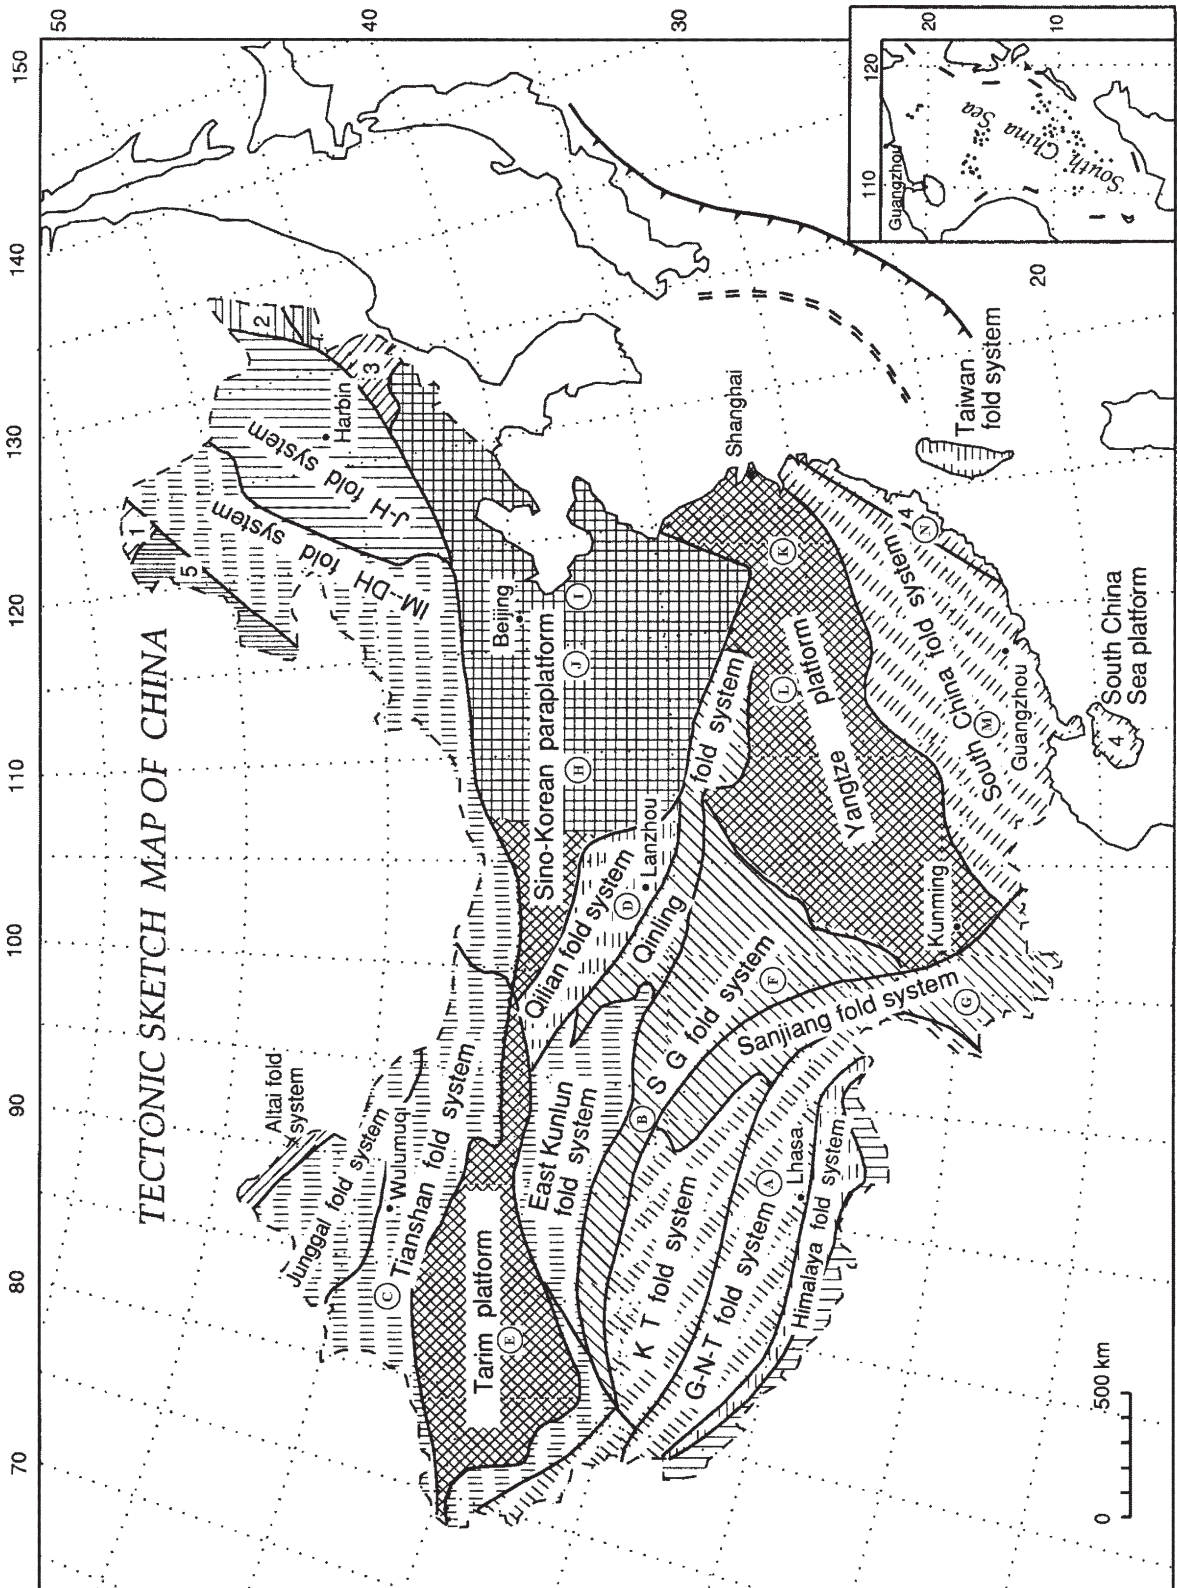 TECTONIC SKETCH MAP OF CHINA
70
80
90
100
110
120
130
140
150
50
40
30
20
Altai fold
system
Junggal fold system
Wulumuqi
C
Tianshan fold system
Tarim platform
E
East Kunlun
fold system
Qilian fold system
D
Lanzhou
Qinling
fold system
B
S G fold system
F
K T fold system
G-N-T fold system
A
Lhasa
Himalaya fold system
Sanjiang fold system
G
Sino-Korean paraplatform
H
J
I
Beijing
IM-DH fold system
J-H fold system
Harbin
1
5
2
3
Yangtze platform
L
K
Kunming
Shanghai
South China fold system
M
N
4
Guangzhou
4
South China
Sea platform
Taiwan
fold system
0 500 km
110
120
20
10
Guangzhou
South China Sea